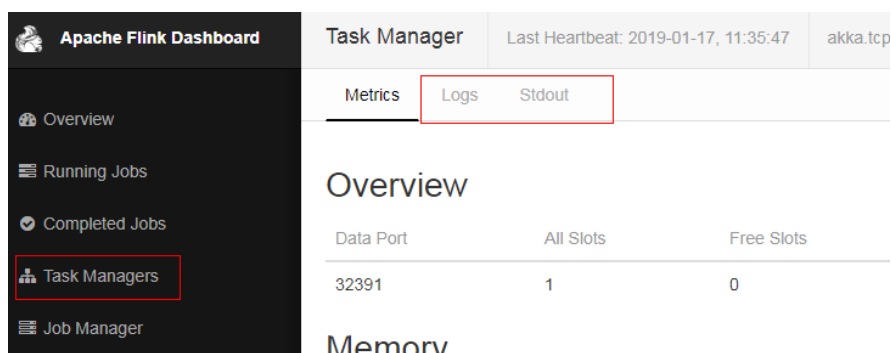 Apache Flink Dashboard
Task Manager
Last Heartbeat: 2019-01-17, 11:35:47
akka.tcp
Metrics
Logs
Stdout
Overview
Running Jobs
Completed Jobs
Task Managers
Job Manager
Overview
Data Port
All Slots
Free Slots
32391
1
0
Memory